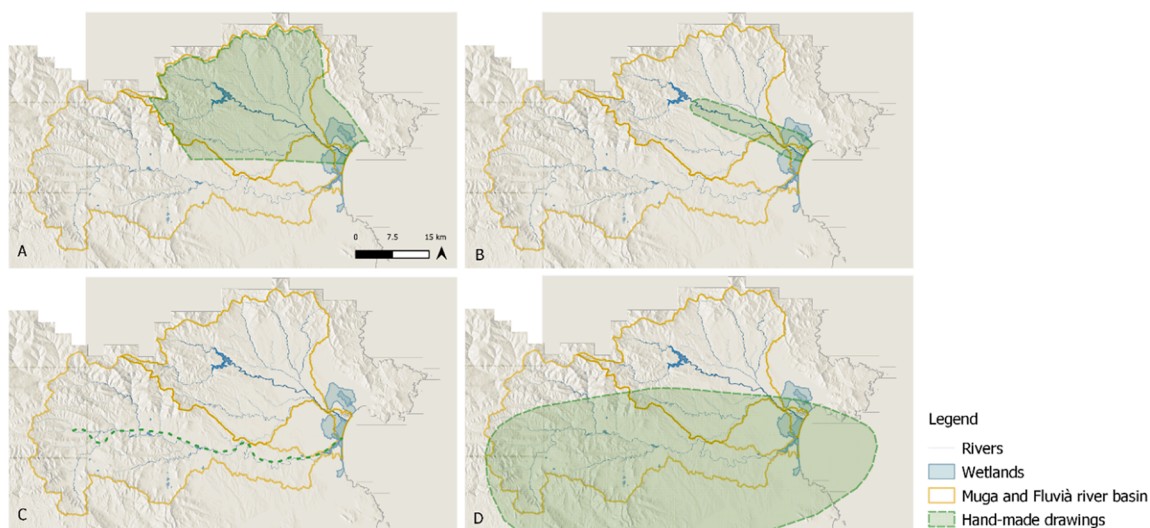 A
0 7.5 15 km
B
C
D
Legend
Rivers
Wetlands
Muga and Fluvià river basin
Hand-made drawings